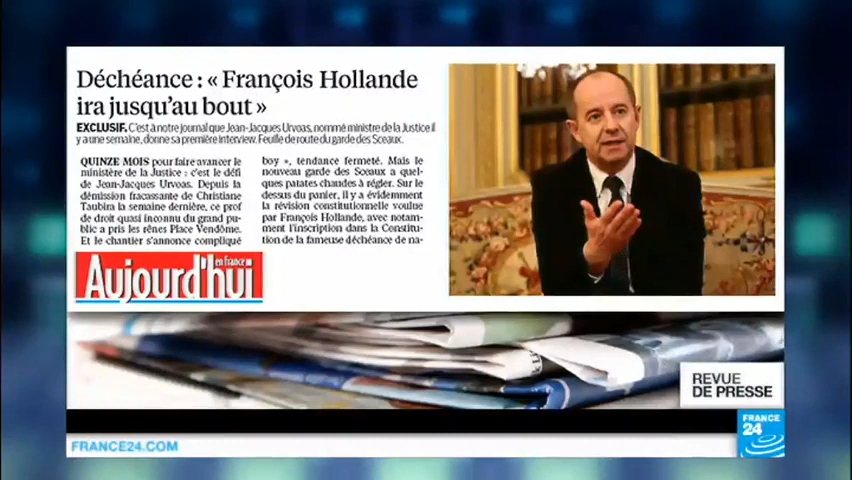 Déchéance : « François Hollande
ira jusqu'au bout »
EXCLUSIF. C'est à notre journal que Jean-Jacques Urvoas, nommé ministre de la Justice il
y a une semaine, donne sa première interview. Feuille de route du garde des Sceaux.
QUINZE MOIS pour faire avancer le
ministère de la Justice : c'est le défi
de Jean-Jacques Urvoas. Depuis la
démission fracassante de Christiane
Taubira la semaine dernière, ce prof
de droit quasi inconnu du grand pu-
blic a pris les rênes Place Vendôme.
Et le chantier s'annonce compliqué
boy », tendance fermeté. Mais le
nouveau garde des Sceaux a quel-
ques patates chaudes à régler. Sur le
dessus du panier, il y a évidemment
la révision constitutionnelle voulue
par François Hollande, avec notam-
ment l'inscription dans la Constitu-
tion de la fameuse déchéance de na-
Aujourd'hui
en France
REVUE
DE PRESSE
FRANCE24.COM
FRANCE
24